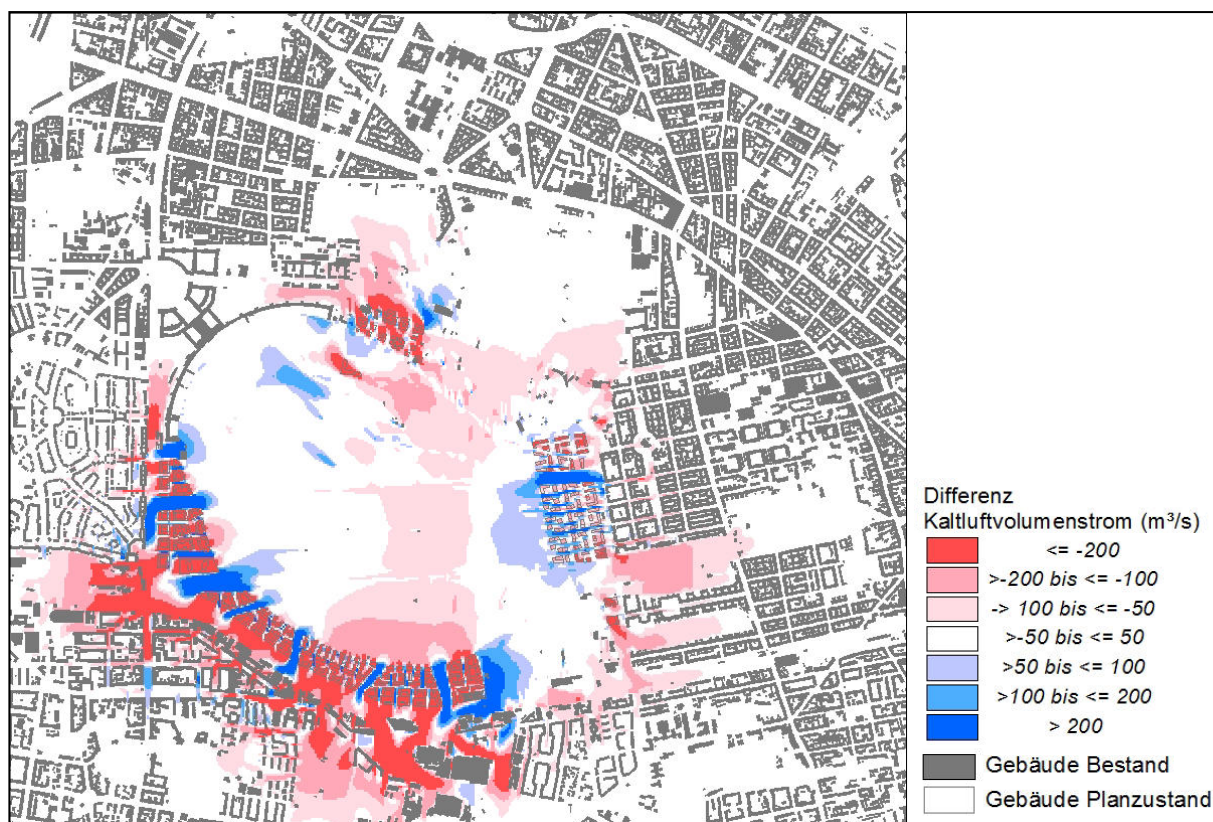 Differenz
Kaltluftvolumenstrom (m³/s)
<= -200
>-200 bis <= -100
-> 100 bis <= -50
>-50 bis <= 50
>50 bis <= 100
>100 bis <= 200
> 200
Gebäude Bestand
Gebäude Planzustand